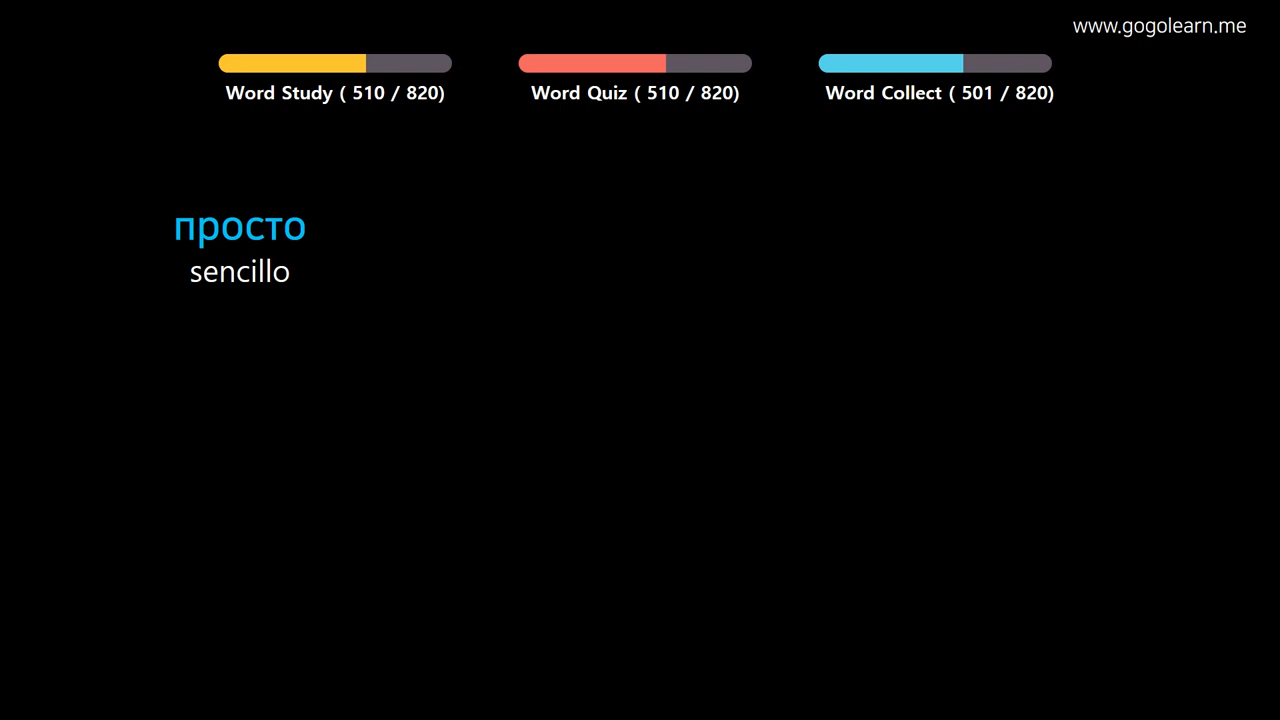 www.gogolearn.me
Word Study ( 510 / 820)
Word Quiz ( 510 / 820)
Word Collect ( 501 / 820)
просто
sencillo